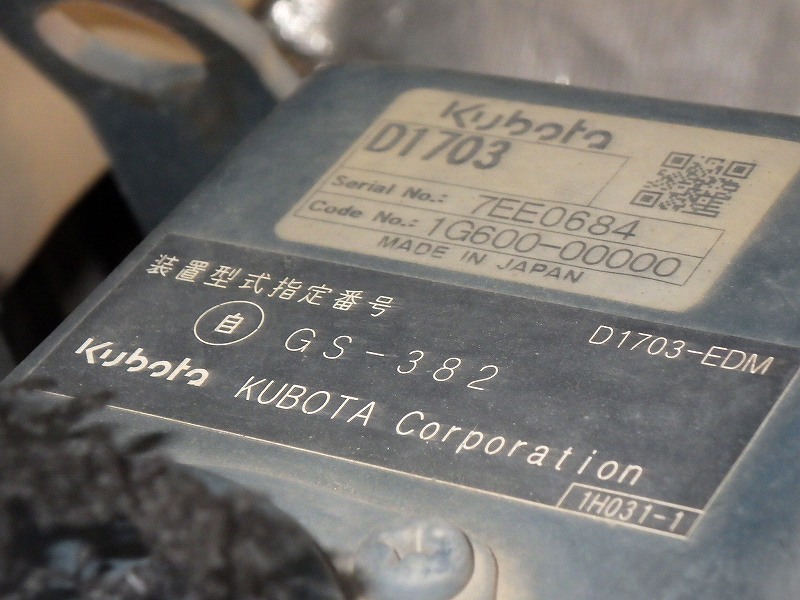 Kubota
D1703
Serial No.: 7EE0684
Code No.: 1G600-00000
MADE IN JAPAN
装置型式指定番号
D1703-EDM
自 GS-382
Kubota KUBOTA Corporation
1H031-1